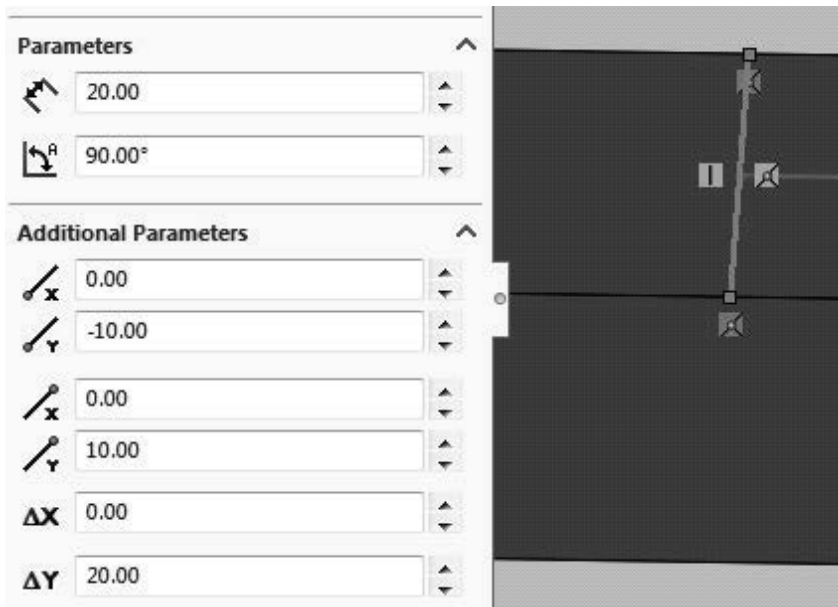 Parameters
20.00
A
90.00°
Additional Parameters
X
0.00
Y
-10.00
X
0.00
Y
10.00
ΔX
0.00
ΔY
20.00